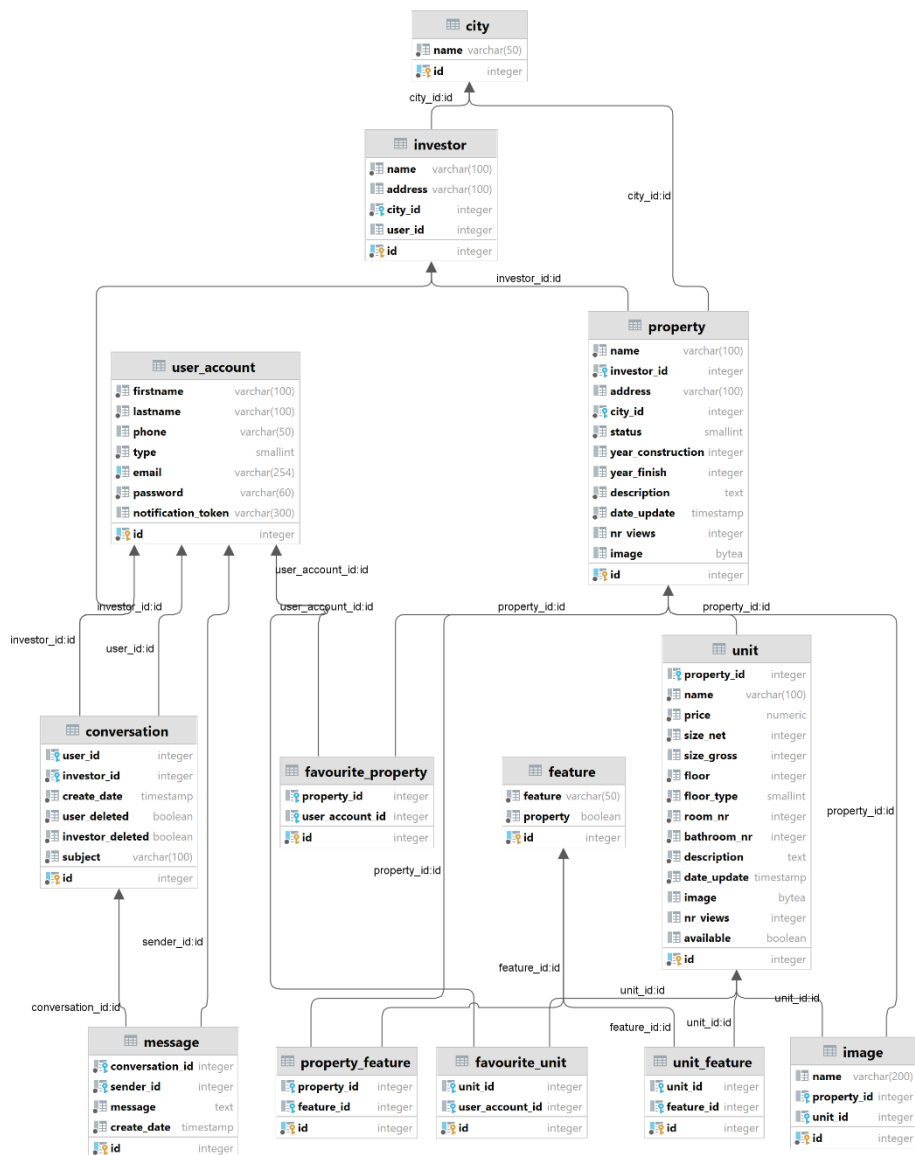 city
name varchar(50)
id integer
city_id:id
investor
name varchar(100)
address varchar(100)
city_id integer
user_id integer
id integer
city_id:id
investor_id:id
property
name varchar(100)
investor_id integer
address varchar(100)
city_id integer
status smallint
year_construction integer
year_finish integer
description text
date_update timestamp
nr_views integer
image bytea
id integer
user_account
firstname varchar(100)
lastname varchar(100)
phone varchar(50)
type smallint
email varchar(254)
password varchar(60)
notification_token varchar(300)
id integer
user_account_id:id
investor_id:id
user_account_id:id
property_id:id
property_id:id
investor_id:id
user_id:id
unit
property_id integer
name varchar(100)
price numeric
size_net integer
size_gross integer
floor integer
floor_type smallint
room_nr integer
bathroom_nr integer
description text
date_update timestamp
image bytea
nr_views integer
available boolean
id integer
conversation
user_id integer
investor_id integer
create_date timestamp
user_deleted boolean
investor_deleted boolean
subject varchar(100)
id integer
favourite_property
property_id integer
user_account_id integer
id integer
feature
feature varchar(50)
property boolean
id integer
property_id:id
property_id:id
sender_id:id
feature_id:id
unit_id:id
unit_id:id
conversation_id:id
unit_id:id
feature_id:id
message
conversation_id integer
sender_id integer
message text
create_date timestamp
id integer
property_feature
property_id integer
feature_id integer
id integer
favourite_unit
unit_id integer
user_account_id integer
id integer
unit_feature
unit_id integer
feature_id integer
id integer
image
name varchar(200)
property_id integer
unit_id integer
id integer